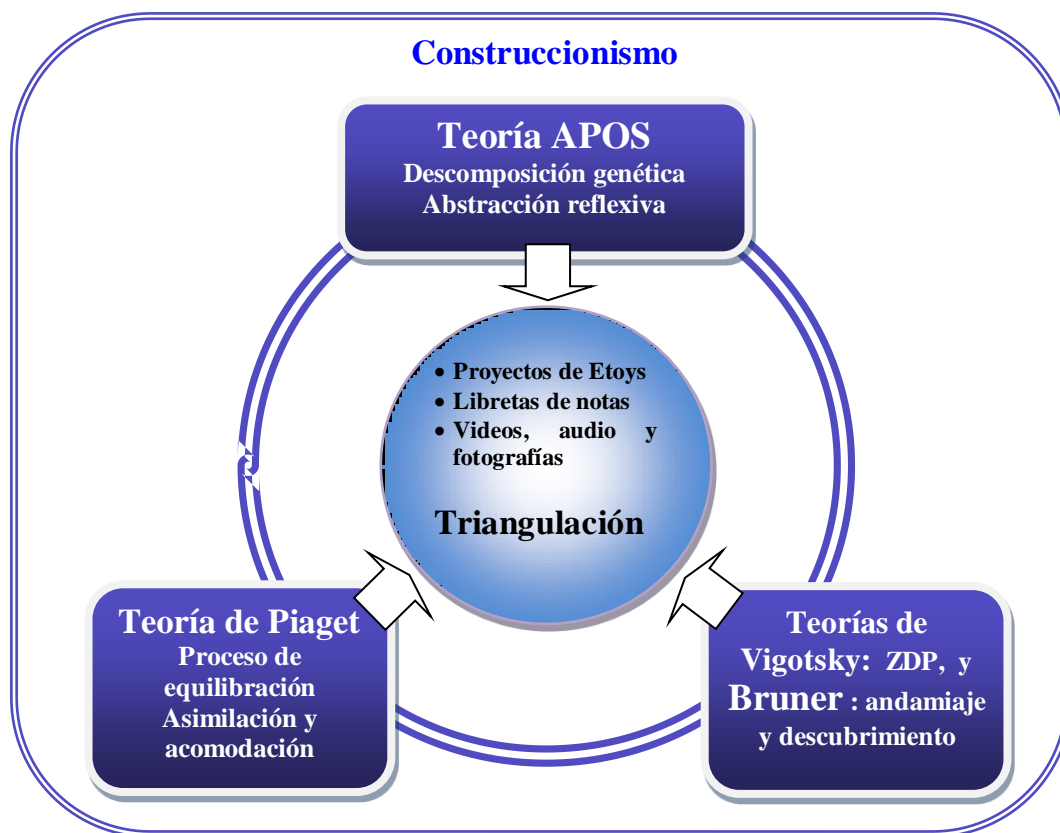 Construccionismo
Teoría APOS
Descomposición genética
Abstracción reflexiva
• Proyectos de Etoys
• Libretas de notas
• Videos, audio y
fotografías
Triangulación
Teoría de Piaget
Proceso de
equilibración
Asimilación y
acomodación
Teorías de
Vigotsky: ZDP, y
Bruner : andamiaje
y descubrimiento